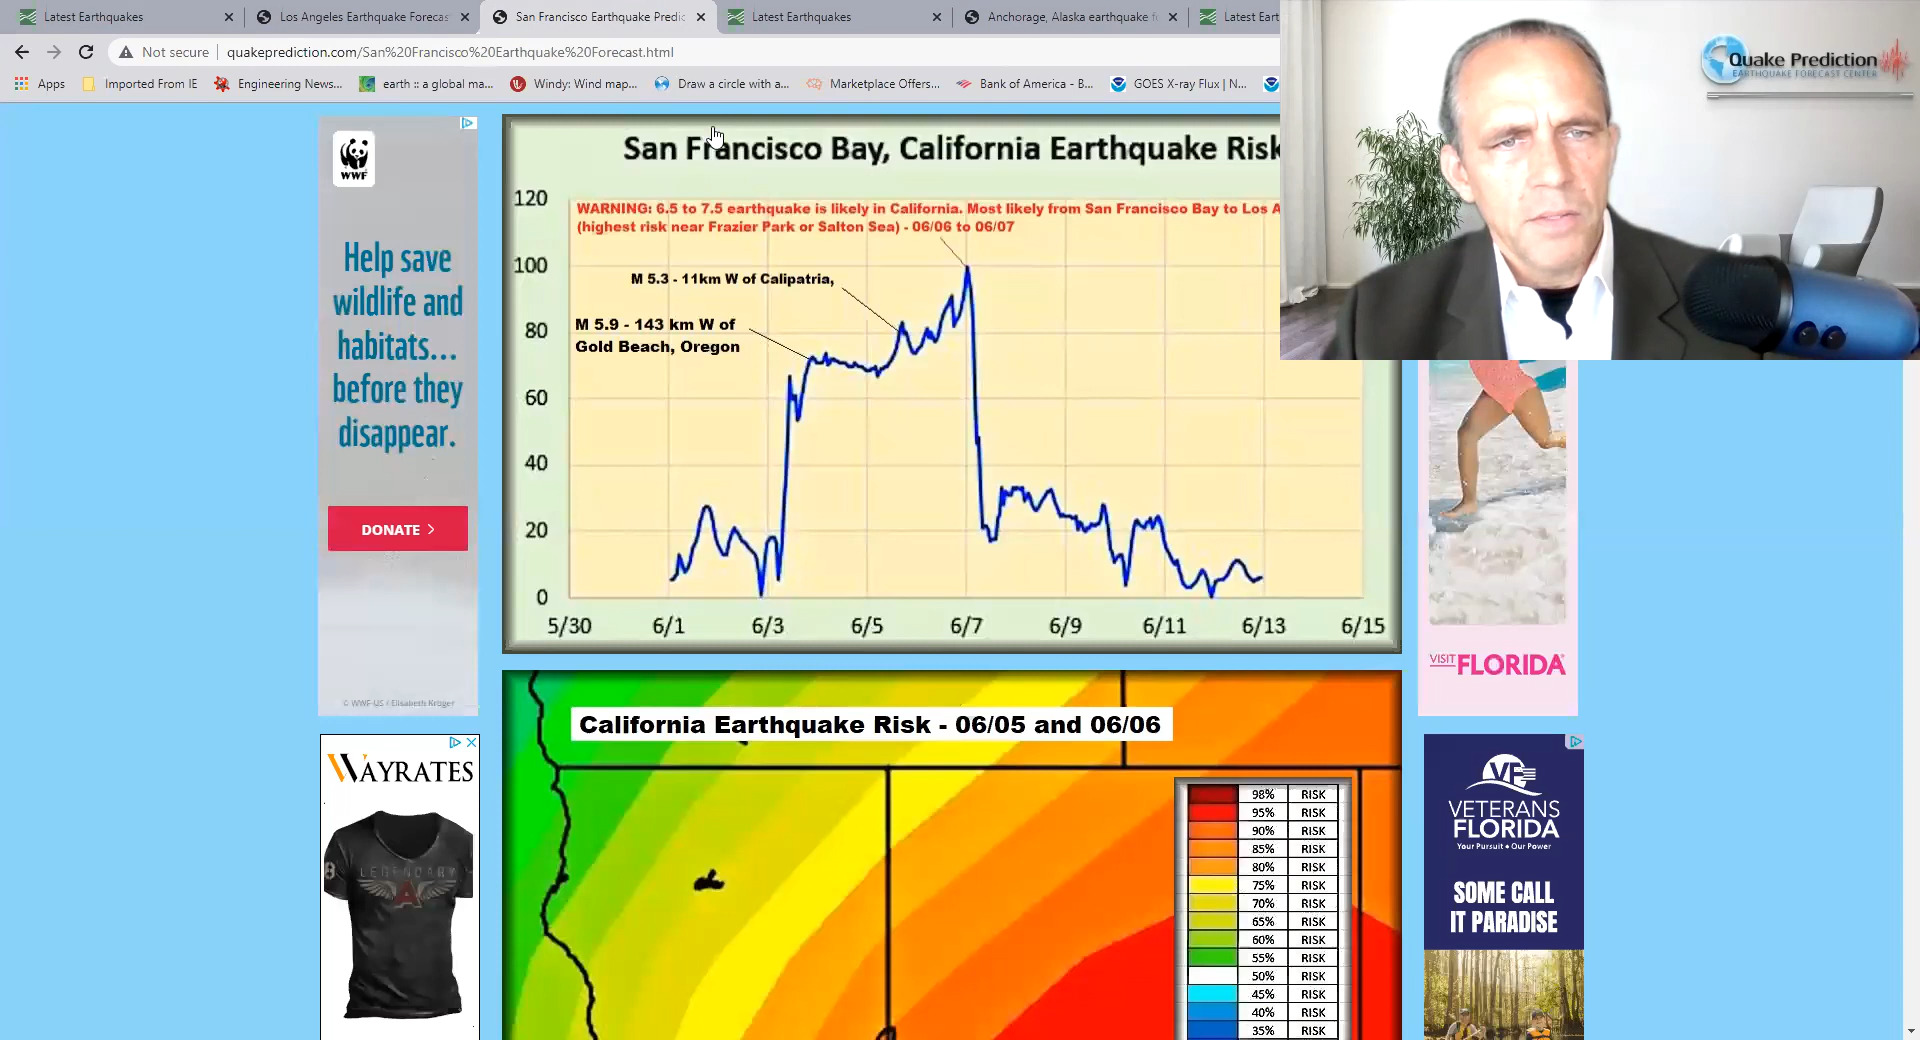 Latest Earthquakes
Los Angeles Earthquake Forecas
San Francisco Earthquake Predic
Latest Earthquakes
Anchorage, Alaska earthquake f
Latest Eart
Not secure
quakeprediction.com/San%20Francisco%20Earthquake%20Forecast.html
Apps
Imported From IE
Engineering News...
earth :: a global ma...
Windy: Wind map...
Draw a circle with a...
Marketplace Offers...
Bank of America - B...
GOES X-ray Flux | N...
Quake Prediction
EARTHQUAKE FORECAST CENTER
WWF
Help save
wildlife and
habitats...
before they
disappear.
DONATE >
© WWF-US / Elisabeth Kruger
WAYRATES
LEGENDARY
A
San Francisco Bay, California Earthquake Risk
WARNING: 6.5 to 7.5 earthquake is likely in California. Most likely from San Francisco Bay to Los A
(highest risk near Frazier Park or Salton Sea) - 06/06 to 06/07
M 5.3 - 11km W of Calipatria,
M 5.9 - 143 km W of
Gold Beach, Oregon
120
100
80
60
40
20
0
5/30
6/1
6/3
6/5
6/7
6/9
6/11
6/13
6/15
California Earthquake Risk - 06/05 and 06/06
98% RISK
95% RISK
90% RISK
85% RISK
80% RISK
75% RISK
70% RISK
65% RISK
60% RISK
55% RISK
50% RISK
45% RISK
40% RISK
35% RISK
VISIT FLORIDA
VF
VETERANS
FLORIDA
Your Pursuit • Our Power
SOME CALL
IT PARADISE